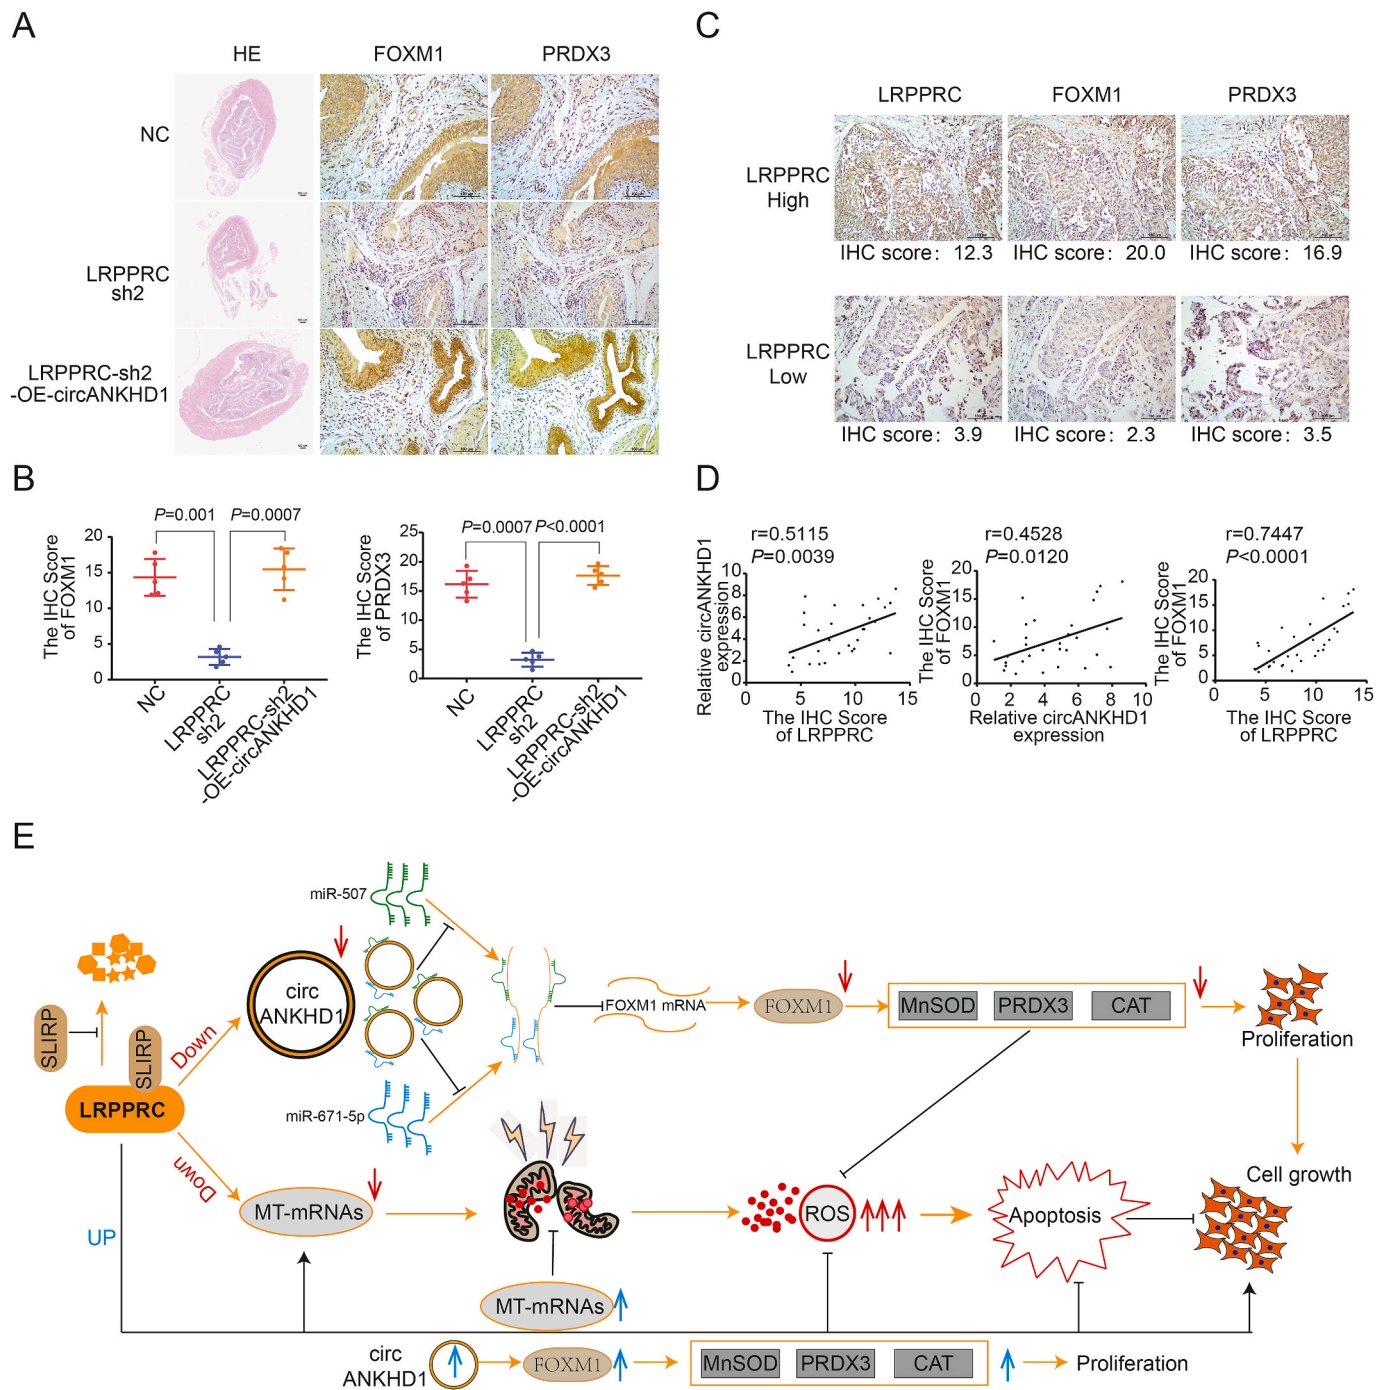 A
HE
FOXM1
PRDX3
NC
LRPPRC
sh2
LRPPRC-sh2
-OE-circANKHD1
C
LRPPRC
FOXM1
PRDX3
LRPPRC
High
IHC score: 12.3
IHC score: 20.0
IHC score: 16.9
LRPPRC
Low
IHC score: 3.9
IHC score: 2.3
IHC score: 3.5
B
The IHC Score
of FOXM1
20
15
10
5
0
P=0.001
P=0.0007
NC
LRPPRC
sh2
LRPPRC-sh2
-OE-circANKHD1
The IHC Score
of PRDX3
25
20
15
10
5
0
P=0.0007
P<0.0001
NC
LRPPRC
sh2
LRPPRC-sh2
-OE-circANKHD1
D
r=0.5115
P=0.0039
Relative circANKHD1
expression
10
8
6
4
2
0
0
5
10
15
The IHC Score
of LRPPRC
r=0.4528
P=0.0120
The IHC Score
of FOXM1
20
15
10
5
0
0
2
4
6
8
10
Relative circANKHD1
expression
r=0.7447
P<0.0001
The IHC Score
of FOXM1
20
15
10
5
0
0
5
10
15
The IHC Score
of LRPPRC
E
miR-507
circ
ANKHD1
SLIRP
SLIRP
Down
LRPPRC
Down
UP
miR-671-5p
FOXM1 mRNA
FOXM1
MnSOD
PRDX3
CAT
Proliferation
MT-mRNAs
ROS
Apoptosis
Cell growth
MT-mRNAs
circ
ANKHD1
FOXM1
MnSOD
PRDX3
CAT
Proliferation